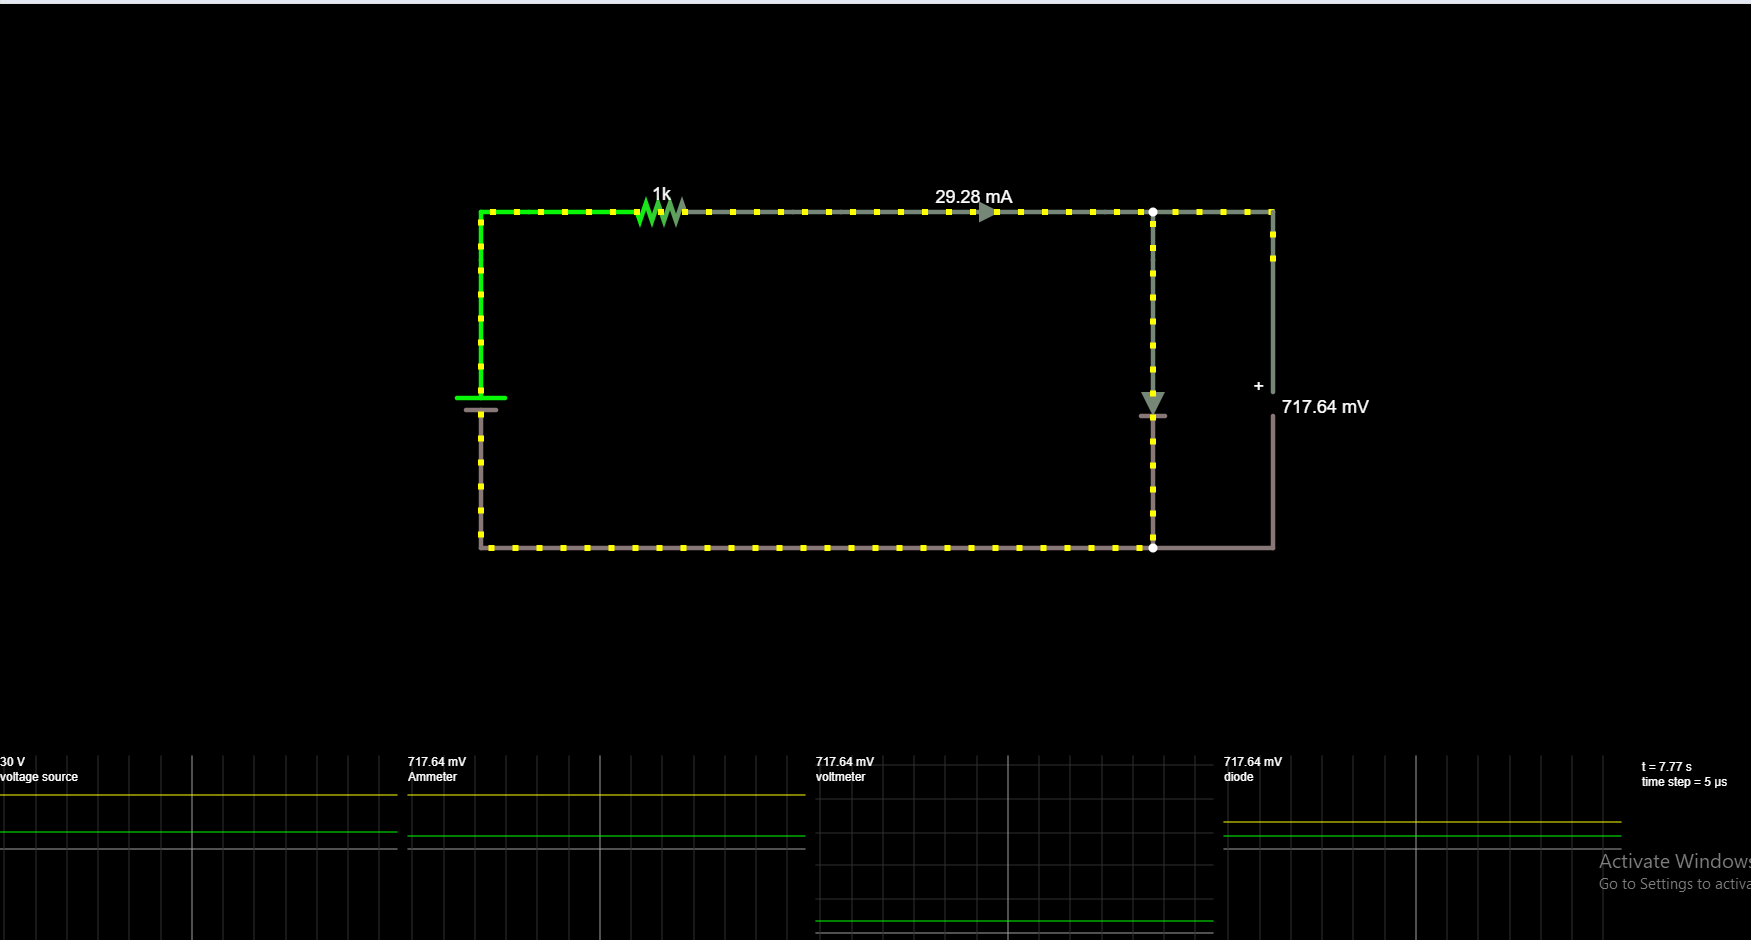 1k
29.28 mA
+
717.64 mV
30 V
voltage source
717.64 mV
Ammeter
717.64 mV
voltmeter
717.64 mV
diode
t = 7.77 s
time step = 5 µs
Activate Windows
Go to Settings to activa